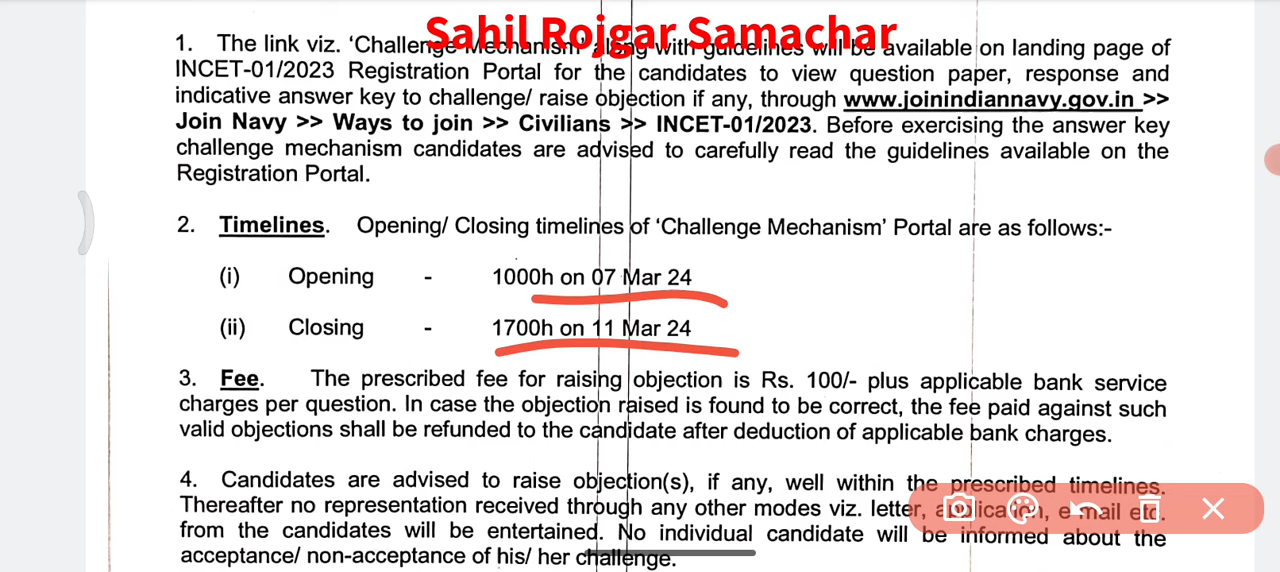 Sahil Rojgar Samachar
1. The link viz. 'Challenge Mechanism' along with guidelines will be available on landing page of
INCET-01/2023 Registration Portal for the candidates to view question paper, response and
indicative answer key to challenge/ raise objection if any, through www.joinindiannavy.gov.in >>
Join Navy >> Ways to join >> Civilians >> INCET-01/2023. Before exercising the answer key
challenge mechanism candidates are advised to carefully read the guidelines available on the
Registration Portal.
2. Timelines. Opening/ Closing timelines of 'Challenge Mechanism' Portal are as follows:-
(i) Opening - 1000h on 07 Mar 24
(ii) Closing - 1700h on 11 Mar 24
3. Fee. The prescribed fee for raising objection is Rs. 100/- plus applicable bank service
charges per question. In case the objection raised is found to be correct, the fee paid against such
valid objections shall be refunded to the candidate after deduction of applicable bank charges.
4. Candidates are advised to raise objection(s), if any, well within the prescribed timelines.
Thereafter no representation received through any other modes viz. letter, application, e mail etc.
from the candidates will be entertained. No individual candidate will be informed about the
acceptance/ non-acceptance of his/ her challenge.